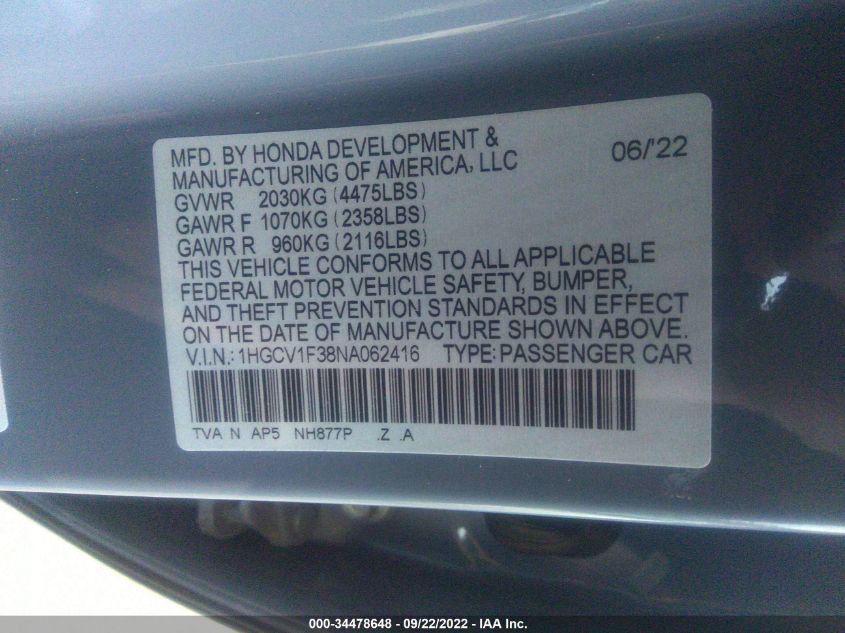 MFD. BY HONDA DEVELOPMENT & 06/'22
MANUFACTURING OF AMERICA, LLC
GVWR 2030KG (4475LBS)
GAWR F 1070KG (2358LBS)
GAWR R 960KG (2116LBS)
THIS VEHICLE CONFORMS TO ALL APPLICABLE
FEDERAL MOTOR VEHICLE SAFETY, BUMPER,
AND THEFT PREVENTION STANDARDS IN EFFECT
ON THE DATE OF MANUFACTURE SHOWN ABOVE.
V.I.N.: 1HGCV1F38NA062416 TYPE: PASSENGER CAR
TVA N AP5 NH877P .Z .A
000-34478648 - 09/22/2022 - IAA Inc.